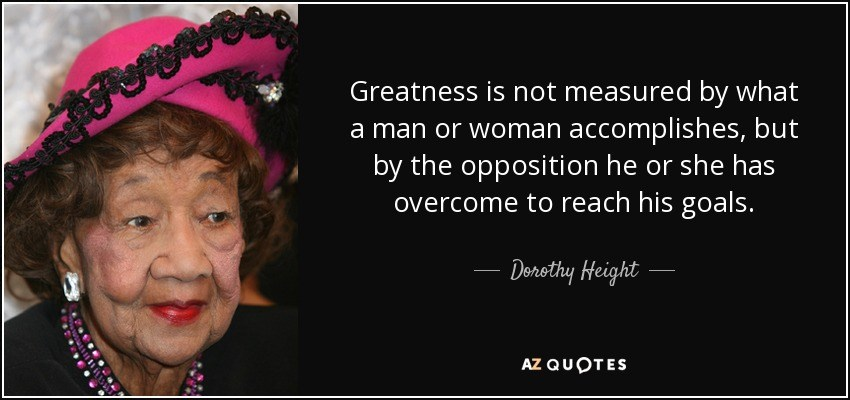 Greatness is not measured by what
a man or woman accomplishes, but
by the opposition he or she has
overcome to reach his goals.
Dorothy Height
AZ QUOTES